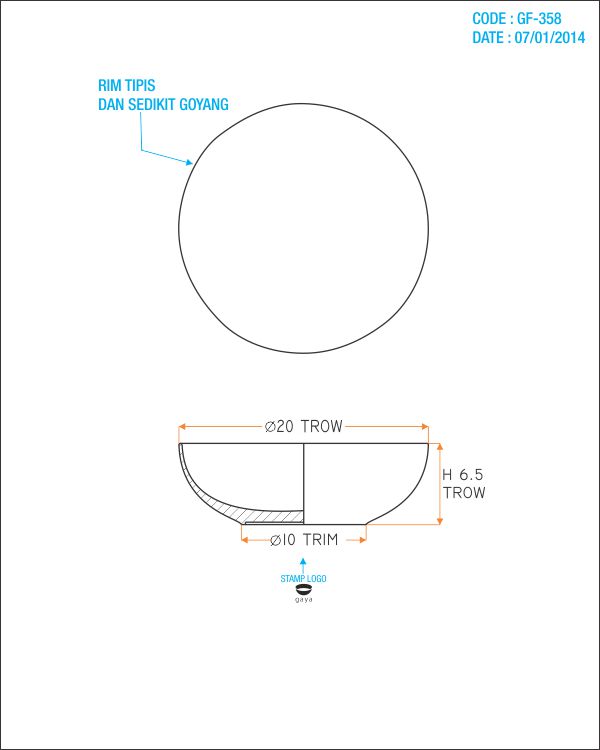 CODE : GF-358
DATE : 07/01/2014
RIM TIPIS
DAN SEDIKIT GOYANG
Ø20 TROW
H 6.5
TROW
Ø10 TRIM
STAMP LOGO
gaya